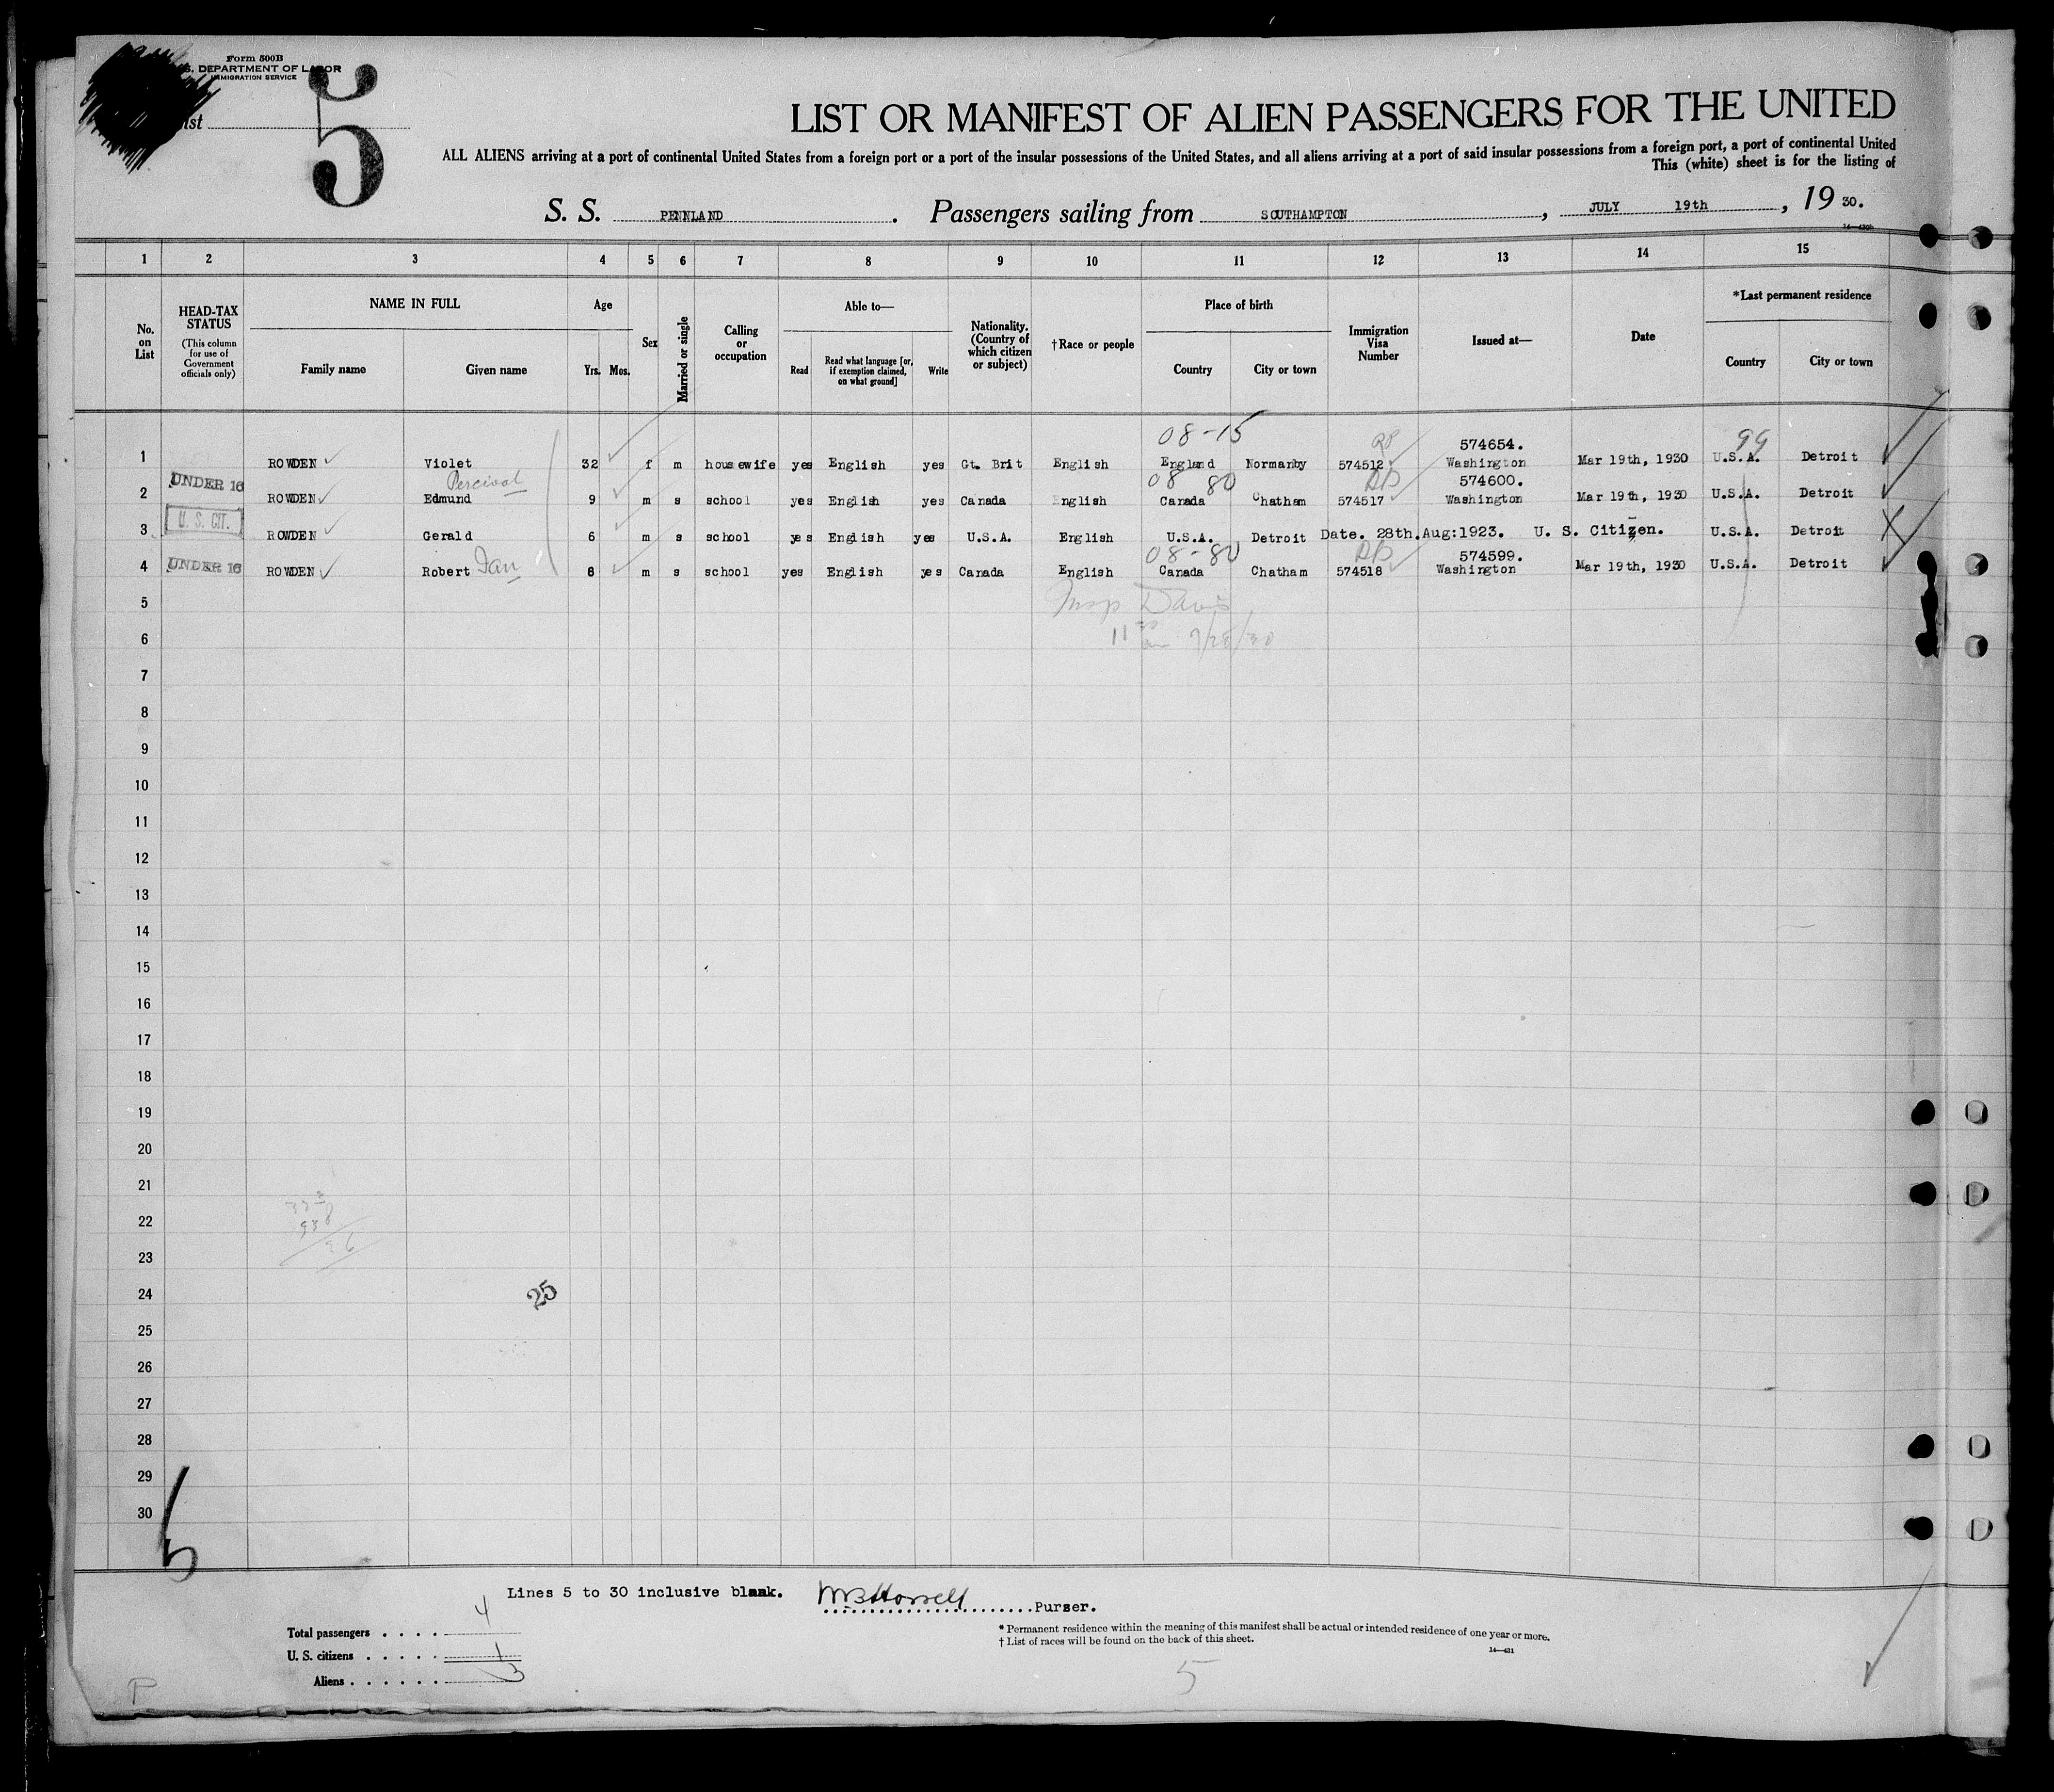 Form 500B
DEPARTMENT OF LABOR
IMMIGRATION SERVICE
5
LIST OR MANIFEST OF ALIEN PASSENGERS FOR THE UNITED
ALL ALIENS arriving at a port of continental United States from a foreign port or a port of the insular possessions of the United States, and all aliens arriving at a port of said insular possessions from a foreign port, a port of continental United
This (white) sheet is for the listing of
S. S. PENNLAND . Passengers sailing from SOUTHAMPTON , JULY 19th , 19 30.
1 2 3 4 5 6 7 8 9 10 11 12 13 14 15
No. on List
HEAD-TAX STATUS (This column for use of Government officials only)
NAME IN FULL
Family name Given name
Age
Yrs. Mos.
Sex
Married or single
Calling or occupation
Able to—
Read Read what language [or, if exemption claimed, on what ground] Write
Nationality. (Country of which citizen or subject)
†Race or people
Place of birth
Country City or town
Immigration Visa Number
Issued at—
Date
*Last permanent residence
Country City or town
08-15 574654. 99
1 ROWDEN Violet 32 f m housewife yes English yes Gt. Brit English England Normanby 574512 Washington Mar 19th, 1930 U.S.A. Detroit
UNDER 16 Percival 08 80 574600.
2 ROWDEN Edmund 9 m s school yes English yes Canada English Canada Chatham 574517 Washington Mar 19th, 1930 U.S.A. Detroit
U. S. CIT.
3 ROWDEN Gerald 6 m s school yes English yes U.S.A. English U.S.A. Detroit Date. 28th.Aug:1923. U. S. Citizen. U.S.A. Detroit
08-80 574599.
4 UNDER 16 ROWDEN Robert Ian 8 m s school yes English yes Canada English Canada Chatham 574518 Washington Mar 19th, 1930 U.S.A. Detroit
5 Insp Davis
6 11 30 am 7/28/30
7
8
9
10
11
12
13
14
15
16
17
18
19
20
21
22
23
24 25
25
26
27
28
29
30
5
Lines 5 to 30 inclusive blank. Purser.
Total passengers . . . . 4
U. S. citizens . . . . . 1
Aliens . . . . . . 3
* Permanent residence within the meaning of this manifest shall be actual or intended residence of one year or more.
† List of races will be found on the back of this sheet.
14—431
5
P